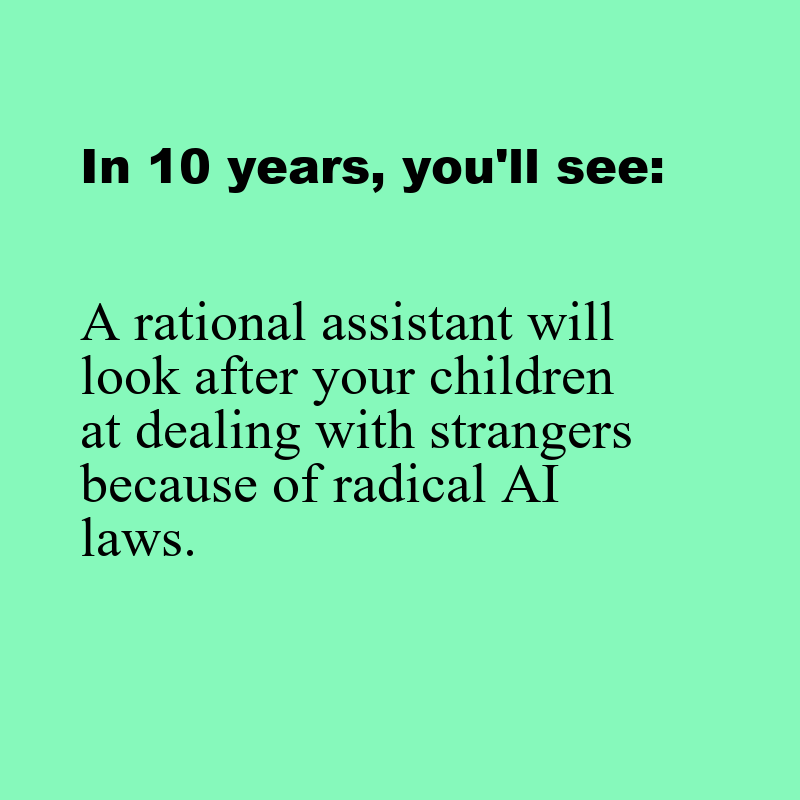 In 10 years, you'll see:
A rational assistant will
look after your children
at dealing with strangers
because of radical AI
laws.